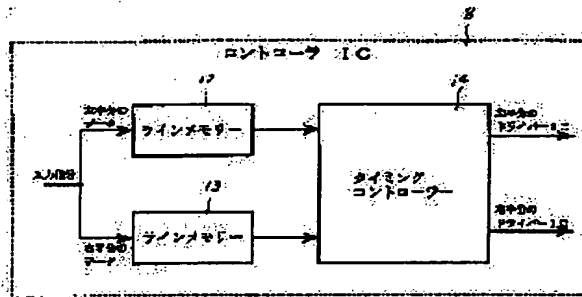 8
コントローラ IC
12
14
左半分の
データ
ラインメモリー
左半分の
ドライバーへ
入力信号
タイミング
コントローラー
13
右半分の
ドライバーへ
ラインメモリー
右半分の
データ